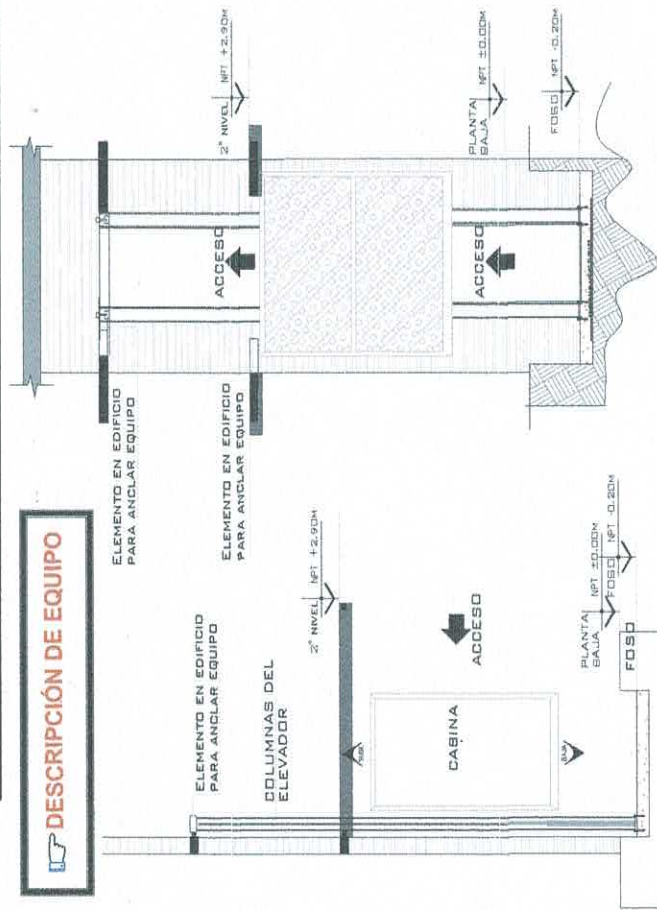 DESCRIPCIÓN DE EQUIPO
ELEMENTO EN EDIFICIO
PARA ANCLAR EQUIPO
COLUMNAS DEL
ELEVADOR
2° NIVEL NPT +2.90M
SUBE
CABINA
BAJA
ACCESO
PLANTA
BAJA
NPT ±0.00M
FOSO NPT -0.20M
FOSO
ELEMENTO EN EDIFICIO
PARA ANCLAR EQUIPO
ELEMENTO EN EDIFICIO
PARA ANCLAR EQUIPO
ACCESO
ACCESO
2° NIVEL NPT +2.90M
PLANTA
BAJA
NPT ±0.00M
FOSO NPT -0.20M